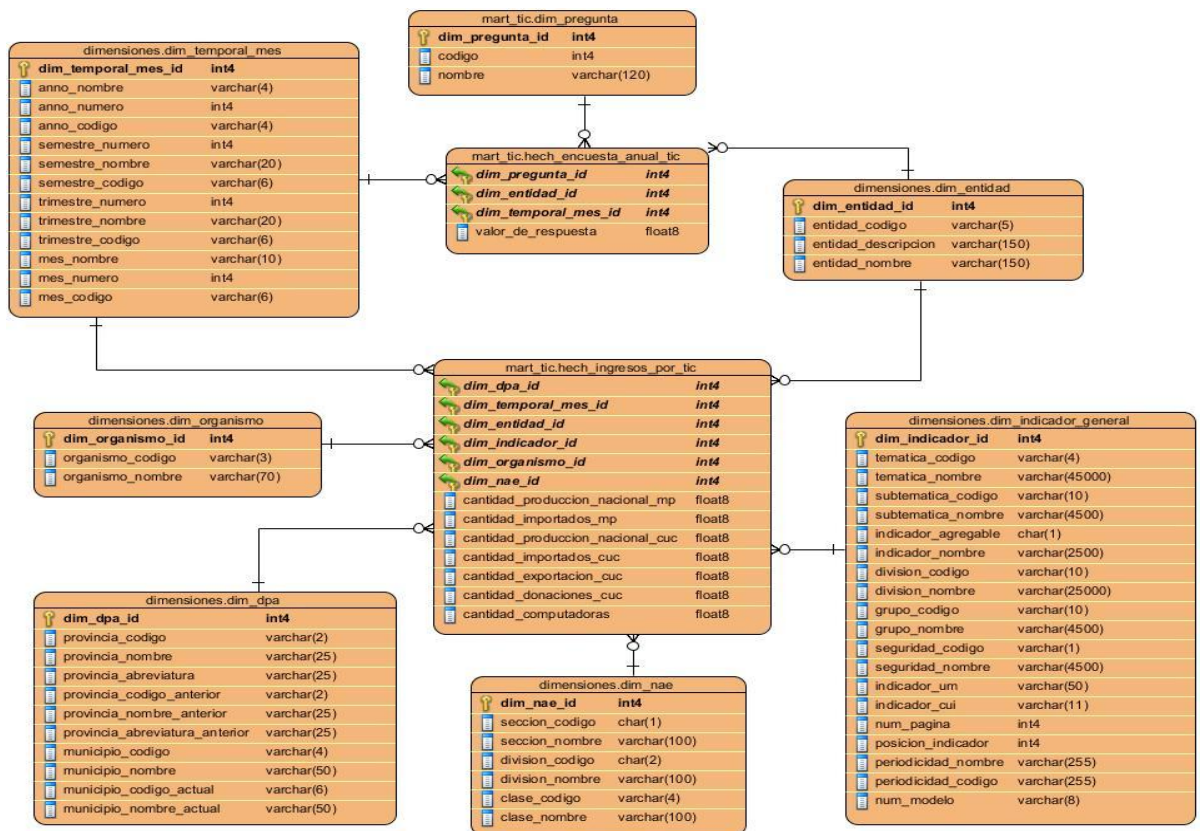 mart_tic.dim_pregunta
dim_pregunta_id int4
codigo int4
nombre varchar(120)
dimensiones.dim_temporal_mes
dim_temporal_mes_id int4
anno_nombre varchar(4)
anno_numero int4
anno_codigo varchar(4)
semestre_numero int4
semestre_nombre varchar(20)
semestre_codigo varchar(6)
trimestre_numero int4
trimestre_nombre varchar(20)
trimestre_codigo varchar(6)
mes_nombre varchar(10)
mes_numero int4
mes_codigo varchar(6)
mart_tic.hech_encuesta_anual_tic
dim_pregunta_id int4
dim_entidad_id int4
dim_temporal_mes_id int4
valor_de_respuesta float8
dimensiones.dim_entidad
dim_entidad_id int4
entidad_codigo varchar(5)
entidad_descripcion varchar(150)
entidad_nombre varchar(150)
mart_tic.hech_ingresos_por_tic
dim_dpa_id int4
dim_temporal_mes_id int4
dim_entidad_id int4
dim_indicador_id int4
dim_organismo_id int4
dim_nae_id int4
cantidad_produccion_nacional_mp float8
cantidad_importados_mp float8
cantidad_produccion_nacional_cuc float8
cantidad_importados_cuc float8
cantidad_exportacion_cuc float8
cantidad_donaciones_cuc float8
cantidad_computadoras float8
dimensiones.dim_organismo
dim_organismo_id int4
organismo_codigo varchar(3)
organismo_nombre varchar(70)
dimensiones.dim_indicador_general
dim_indicador_id int4
tematica_codigo varchar(4)
tematica_nombre varchar(45000)
subtematica_codigo varchar(10)
subtematica_nombre varchar(4500)
indicador_agregable char(1)
indicador_nombre varchar(2500)
division_codigo varchar(10)
division_nombre varchar(25000)
grupo_codigo varchar(10)
grupo_nombre varchar(4500)
seguridad_codigo varchar(1)
seguridad_nombre varchar(4500)
indicador_um varchar(50)
indicador_cui varchar(11)
num_pagina int4
posicion_indicador int4
periodicidad_nombre varchar(255)
periodicidad_codigo varchar(255)
num_modelo varchar(8)
dimensiones.dim_dpa
dim_dpa_id int4
provincia_codigo varchar(2)
provincia_nombre varchar(25)
provincia_abreviatura varchar(25)
provincia_codigo_anterior varchar(2)
provincia_nombre_anterior varchar(25)
provincia_abreviatura_anterior varchar(25)
municipio_codigo varchar(4)
municipio_nombre varchar(50)
municipio_codigo_actual varchar(6)
municipio_nombre_actual varchar(50)
dimensiones.dim_nae
dim_nae_id int4
seccion_codigo char(1)
seccion_nombre varchar(100)
division_codigo char(2)
division_nombre varchar(100)
clase_codigo varchar(4)
clase_nombre varchar(100)